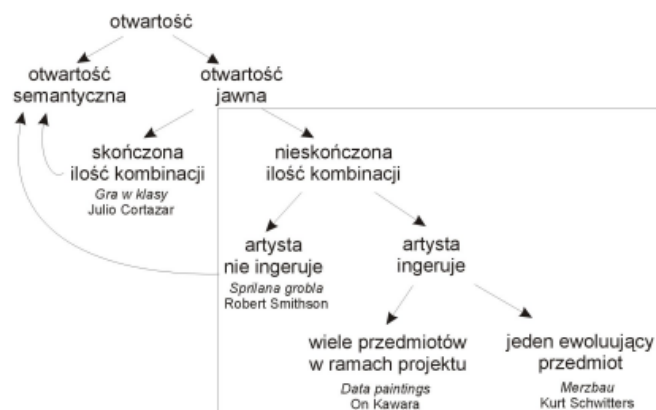 otwartość
otwartość
semantyczna
otwartość
jawna
skończona
ilość kombinacji
Gra w klasy
Julio Cortazar
nieskończona
ilość kombinacji
artysta
nie ingeruje
Sprilana grobla
Robert Smithson
artysta
ingeruje
wiele przedmiotów
w ramach projektu
Data paintings
On Kawara
jeden ewoluujący
przedmiot
Merzbau
Kurt Schwitters